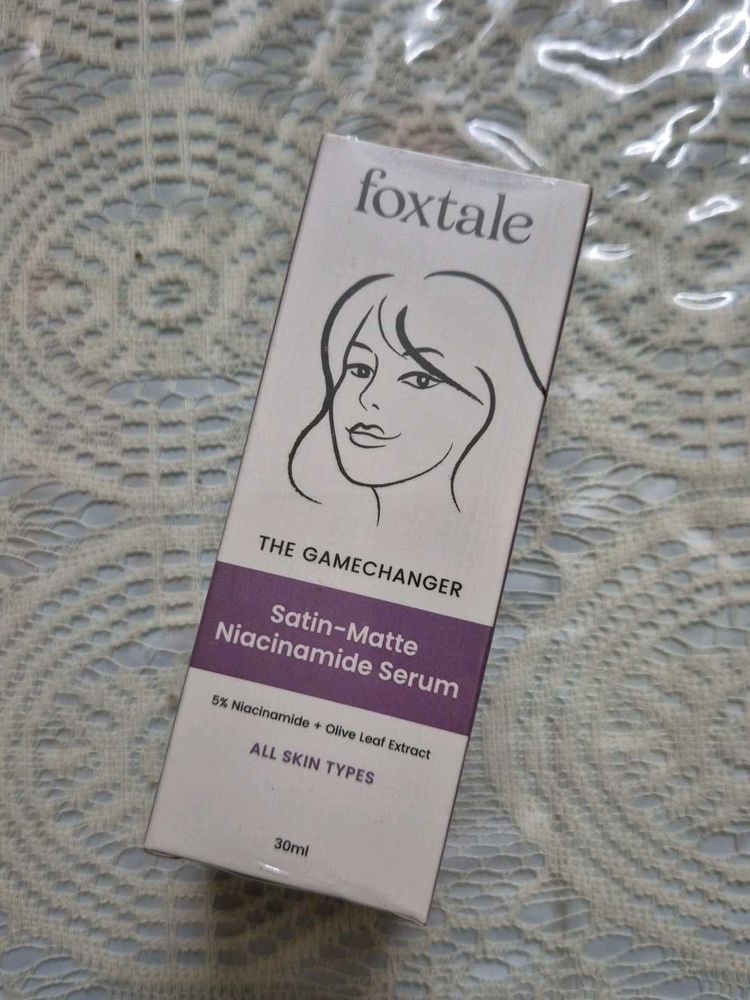 foxtale
THE GAMECHANGER
Satin-Matte
Niacinamide Serum
5% Niacinamide + Olive Leaf Extract
ALL SKIN TYPES
30ml